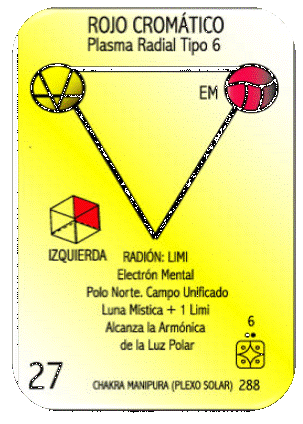 ROJO CROMÁTICO
Plasma Radial Tipo 6
EM
IZQUIERDA
RADIÓN: LIMI
Electrón Mental
Polo Norte. Campo Unificado
Luna Mística + 1 Limi
Alcanza la Armónica
de la Luz Polar
6
27
CHAKRA MANIPURA (PLEXO SOLAR) 288